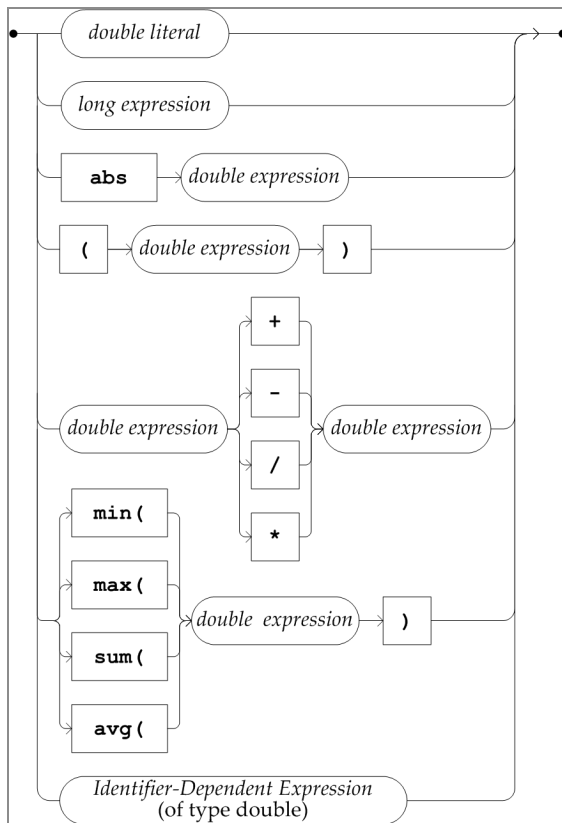 double literal
long expression
abs double expression
( double expression )
+
-
double expression double expression
/
*
min(
max(
double expression )
sum(
avg(
Identifier-Dependent Expression
(of type double)